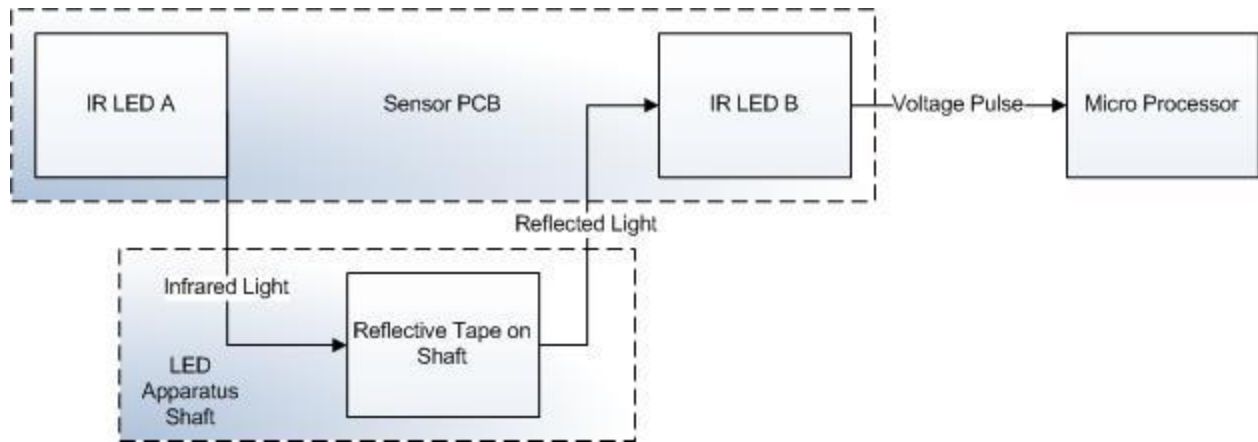 IR LED A
Sensor PCB
IR LED B
Voltage Pulse
Micro Processor
Reflected Light
Infrared Light
Reflective Tape on
Shaft
LED
Apparatus
Shaft